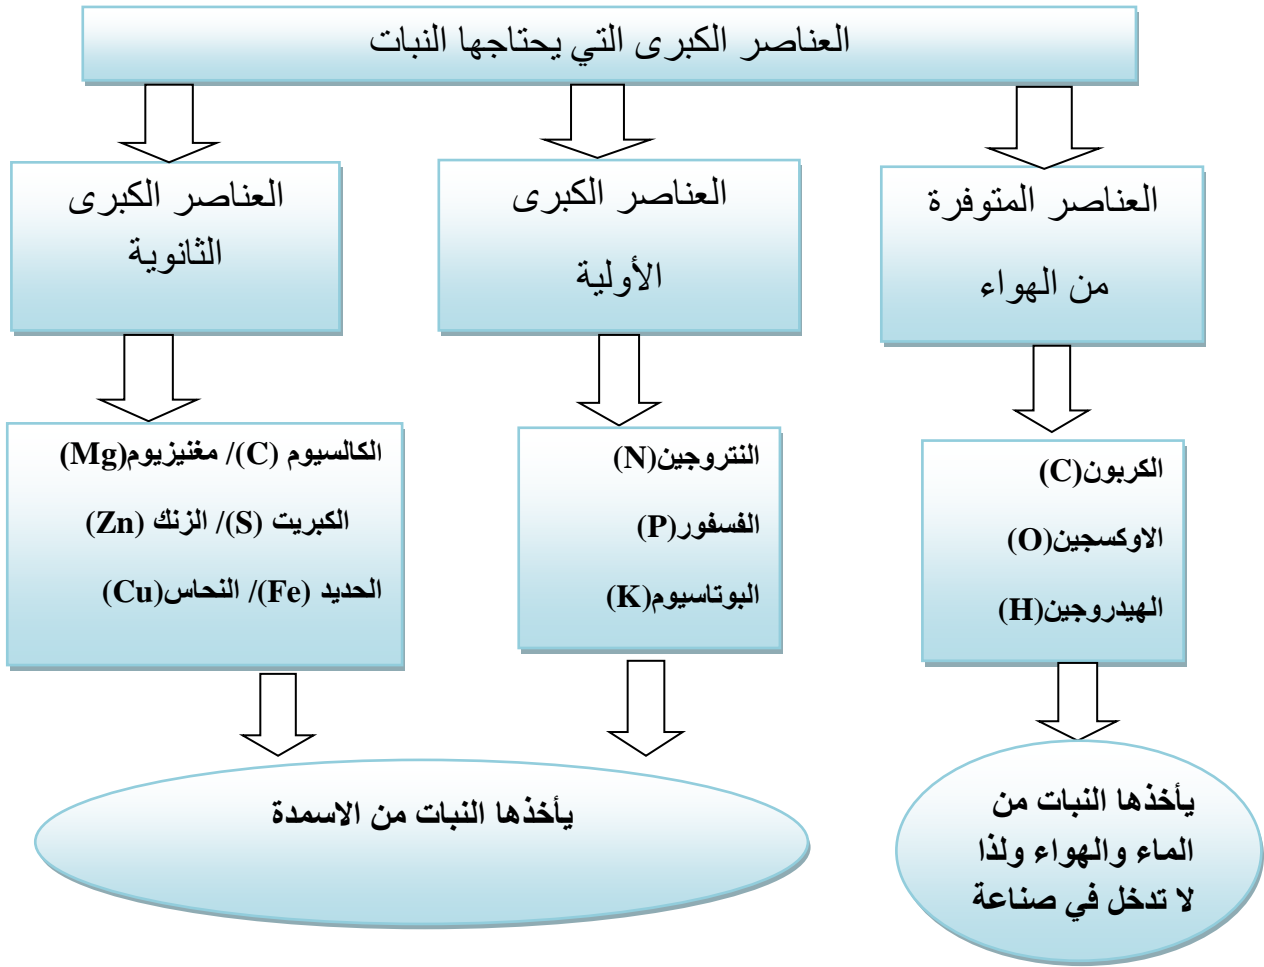 العناصر الكبرى التي يحتاجها النبات
العناصر المتوفرة
من الهواء
العناصر الكبرى
الأولية
العناصر الكبرى
الثانوية
الكربون(C)
الاوكسجين(O)
الهيدروجين(H)
النتروجين(N)
الفسفور(P)
البوتاسيوم(K)
الكالسيوم (C)/ مغنيزيوم(Mg)
الكبريت (S)/ الزنك (Zn)
الحديد (Fe)/ النحاس(Cu)
يأخذها النبات من
الماء والهواء ولذا
لا تدخل في صناعة
يأخذها النبات من الاسمدة